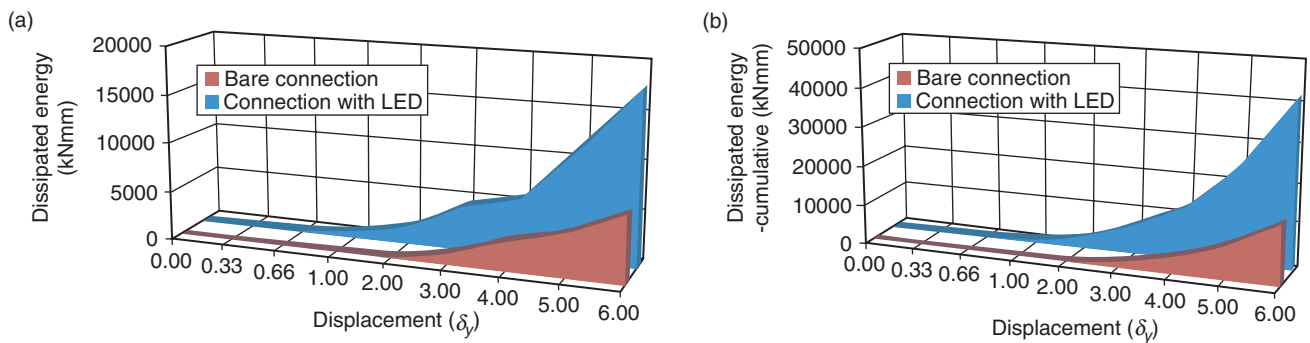 (a)
Dissipated energy
(kNmm)
20000
15000
10000
5000
0
Bare connection
Connection with LED
0.00
0.33
0.66
1.00
2.00
3.00
4.00
5.00
6.00
Displacement (δy)
(b)
Dissipated energy
-cumulative (kNmm)
50000
40000
30000
20000
10000
0
Bare connection
Connection with LED
0.00
0.33
0.66
1.00
2.00
3.00
4.00
5.00
6.00
Displacement (δy)